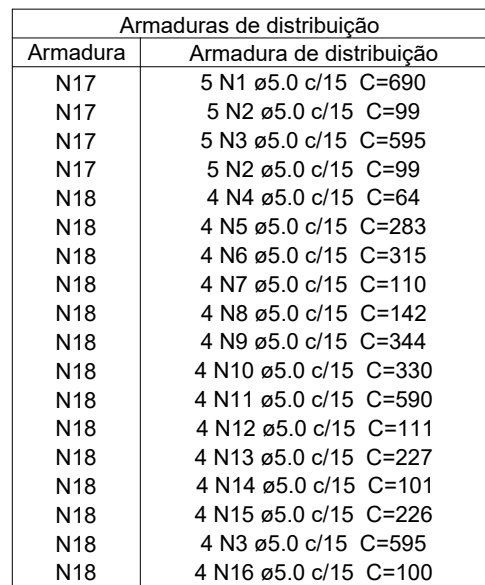 Armaduras de distribuição
Armadura Armadura de distribuição
N17 5 N1 ø5.0 c/15 C=690
N17 5 N2 ø5.0 c/15 C=99
N17 5 N3 ø5.0 c/15 C=595
N17 5 N2 ø5.0 c/15 C=99
N18 4 N4 ø5.0 c/15 C=64
N18 4 N5 ø5.0 c/15 C=283
N18 4 N6 ø5.0 c/15 C=315
N18 4 N7 ø5.0 c/15 C=110
N18 4 N8 ø5.0 c/15 C=142
N18 4 N9 ø5.0 c/15 C=344
N18 4 N10 ø5.0 c/15 C=330
N18 4 N11 ø5.0 c/15 C=590
N18 4 N12 ø5.0 c/15 C=111
N18 4 N13 ø5.0 c/15 C=227
N18 4 N14 ø5.0 c/15 C=101
N18 4 N15 ø5.0 c/15 C=226
N18 4 N3 ø5.0 c/15 C=595
N18 4 N16 ø5.0 c/15 C=100